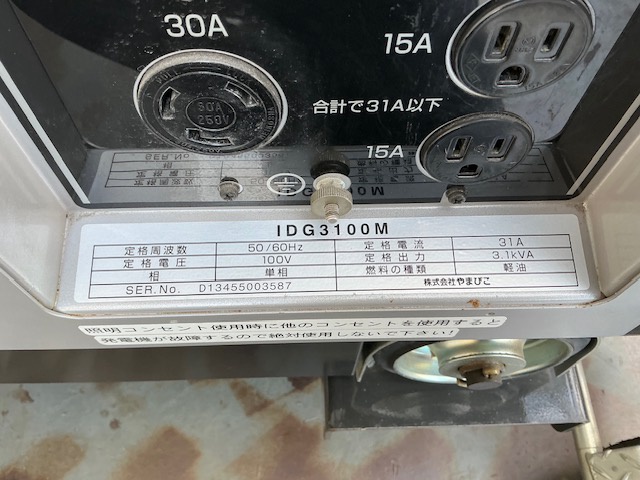 30A
15A
30A
250V
合計で31A以下
15A
IDG3100M
定格周波数 50/60Hz 定格電流 31A
定格電圧 100V 定格出力 3.1kVA
相 単相 燃料の種類 軽油
SER.No. D13455003587 株式会社やまびこ
照明コンセント使用時に他のコンセントを使用すると
発電機が故障するので絶対使用しないで下さい!